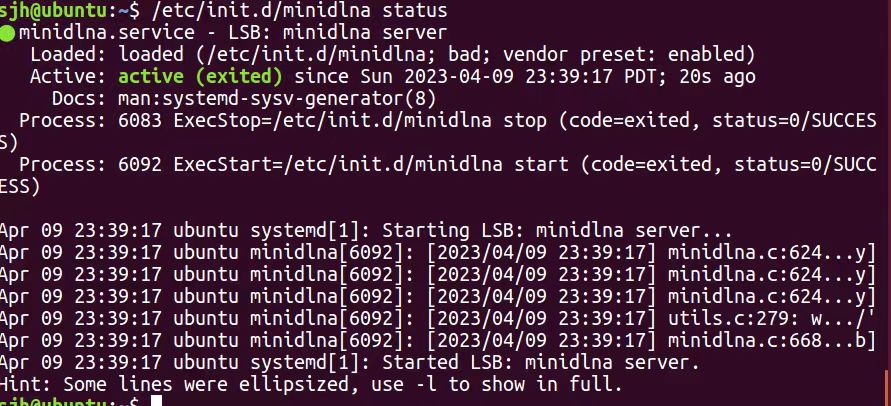 sjh@ubuntu:~$ /etc/init.d/minidlna status
● minidlna.service - LSB: minidlna server
   Loaded: loaded (/etc/init.d/minidlna; bad; vendor preset: enabled)
   Active: active (exited) since Sun 2023-04-09 23:39:17 PDT; 20s ago
     Docs: man:systemd-sysv-generator(8)
  Process: 6083 ExecStop=/etc/init.d/minidlna stop (code=exited, status=0/SUCCES
S)
  Process: 6092 ExecStart=/etc/init.d/minidlna start (code=exited, status=0/SUCC
ESS)

Apr 09 23:39:17 ubuntu systemd[1]: Starting LSB: minidlna server...
Apr 09 23:39:17 ubuntu minidlna[6092]: [2023/04/09 23:39:17] minidlna.c:624...y]
Apr 09 23:39:17 ubuntu minidlna[6092]: [2023/04/09 23:39:17] minidlna.c:624...y]
Apr 09 23:39:17 ubuntu minidlna[6092]: [2023/04/09 23:39:17] minidlna.c:624...y]
Apr 09 23:39:17 ubuntu minidlna[6092]: [2023/04/09 23:39:17] utils.c:279: w.../'
Apr 09 23:39:17 ubuntu minidlna[6092]: [2023/04/09 23:39:17] minidlna.c:668...b]
Apr 09 23:39:17 ubuntu systemd[1]: Started LSB: minidlna server.
Hint: Some lines were ellipsized, use -l to show in full.
sjh@ubuntu:~$